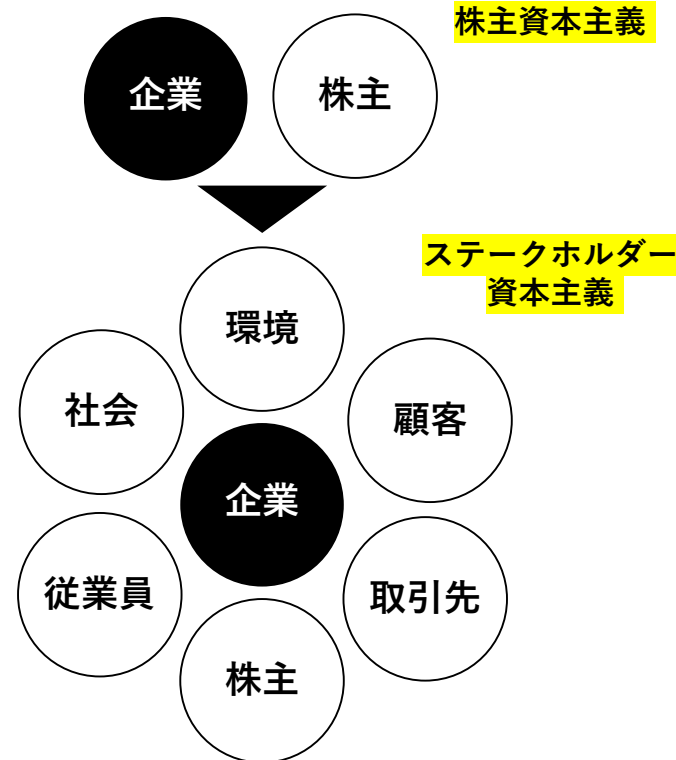 株主資本主義
企業
株主
ステークホルダー
資本主義
環境
社会
顧客
企業
従業員
取引先
株主